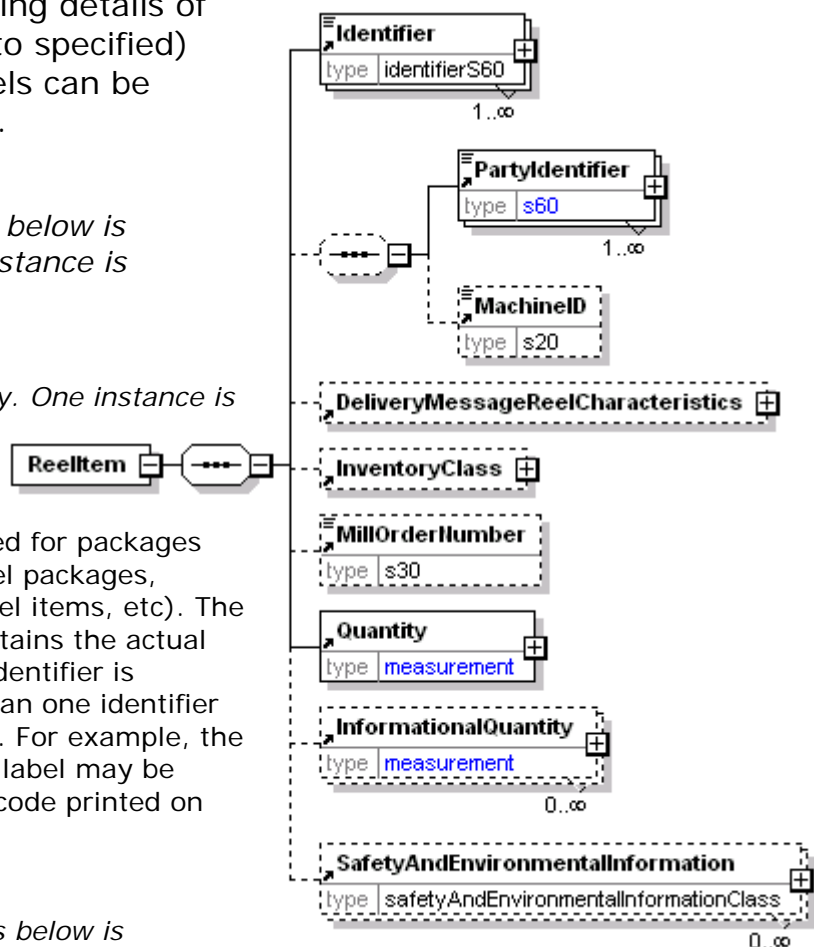 ing details of
to specified)
els can be
.
below is
stance is
y. One instance is
ed for packages
el packages,
el items, etc). The
tains the actual
dentifier is
an one identifier
. For example, the
label may be
code printed on
s below is
ReelItem
Identifier
type identifierS60
1..∞
PartyIdentifier
type s60
1..∞
MachineID
type s20
DeliveryMessageReelCharacteristics
InventoryClass
MillOrderNumber
type s30
Quantity
type measurement
InformationalQuantity
type measurement
0..∞
SafetyAndEnvironmentalInformation
type safetyAndEnvironmentalInformationClass
0..∞